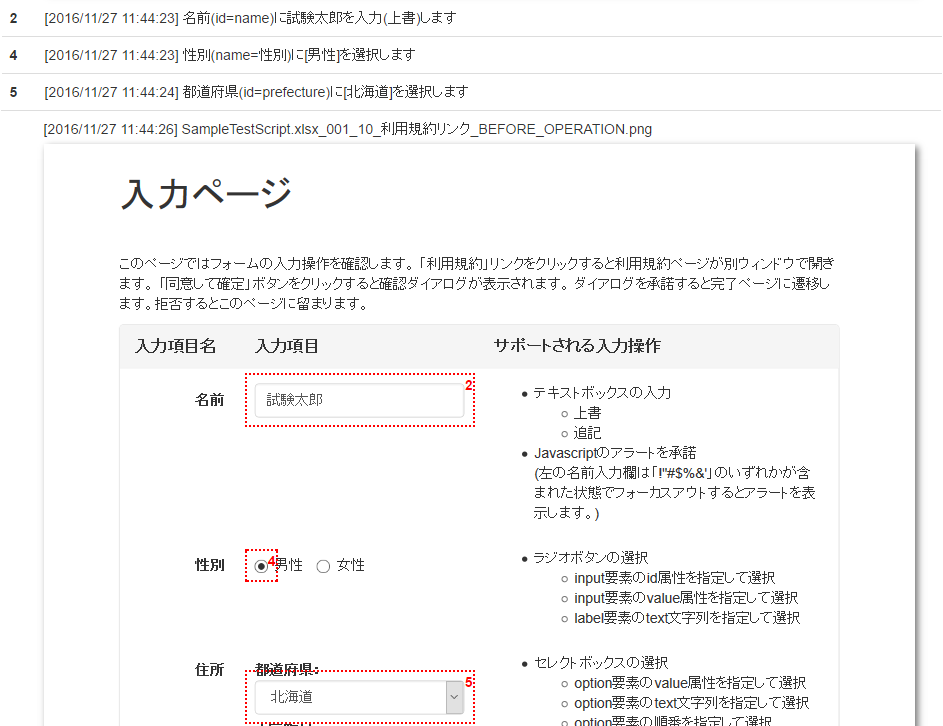 2 [2016/11/27 11:44:23] 名前(id=name)に試験太郎を入力(上書)します
4 [2016/11/27 11:44:23] 性別(name=性別)に[男性]を選択します
5 [2016/11/27 11:44:24] 都道府県(id=prefecture)に[北海道]を選択します
[2016/11/27 11:44:26] SampleTestScript.xlsx_001_10_利用規約リンク_BEFORE_OPERATION.png
入力ページ
このページではフォームの入力操作を確認します。「利用規約」リンクをクリックすると利用規約ページが別ウィンドウで開き
ます。「同意して確定」ボタンをクリックすると確認ダイアログが表示されます。ダイアログを承諾すると完了ページに遷移し
ます。拒否するとこのページに留まります。
入力項目名 入力項目 サポートされる入力操作
名前 試験太郎 2
テキストボックスの入力
上書
追記
Javascriptのアラートを承諾
(左の名前入力欄は「!"#$%&'」のいずれかが含
まれた状態でフォーカスアウトするとアラートを表
示します。)
性別 4 男性 女性
ラジオボタンの選択
input要素のid属性を指定して選択
input要素のvalue属性を指定して選択
label要素のtext文字列を指定して選択
住所 都道府県:
北海道 5
セレクトボックスの選択
option要素のvalue属性を指定して選択
option要素のtext文字列を指定して選択
option要素の順番を指定して選択